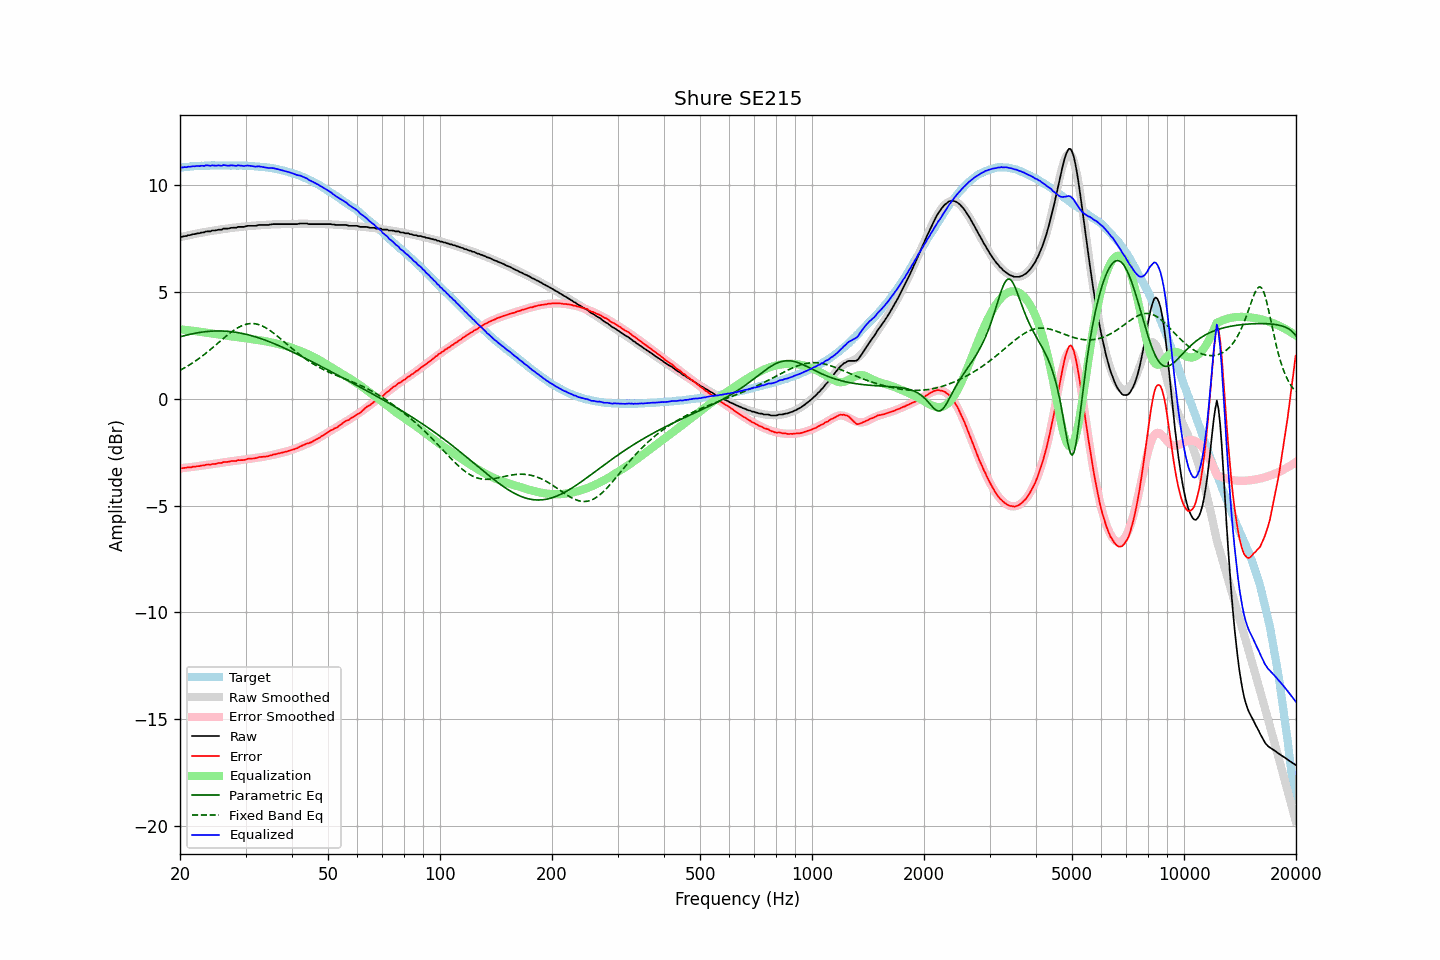 Shure SE215
Amplitude (dBr)
10
5
0
−5
−10
−15
−20
Target
Raw Smoothed
Error Smoothed
Raw
Error
Equalization
Parametric Eq
Fixed Band Eq
Equalized
20 50 100 200 500 1000 2000 5000 10000 20000
Frequency (Hz)